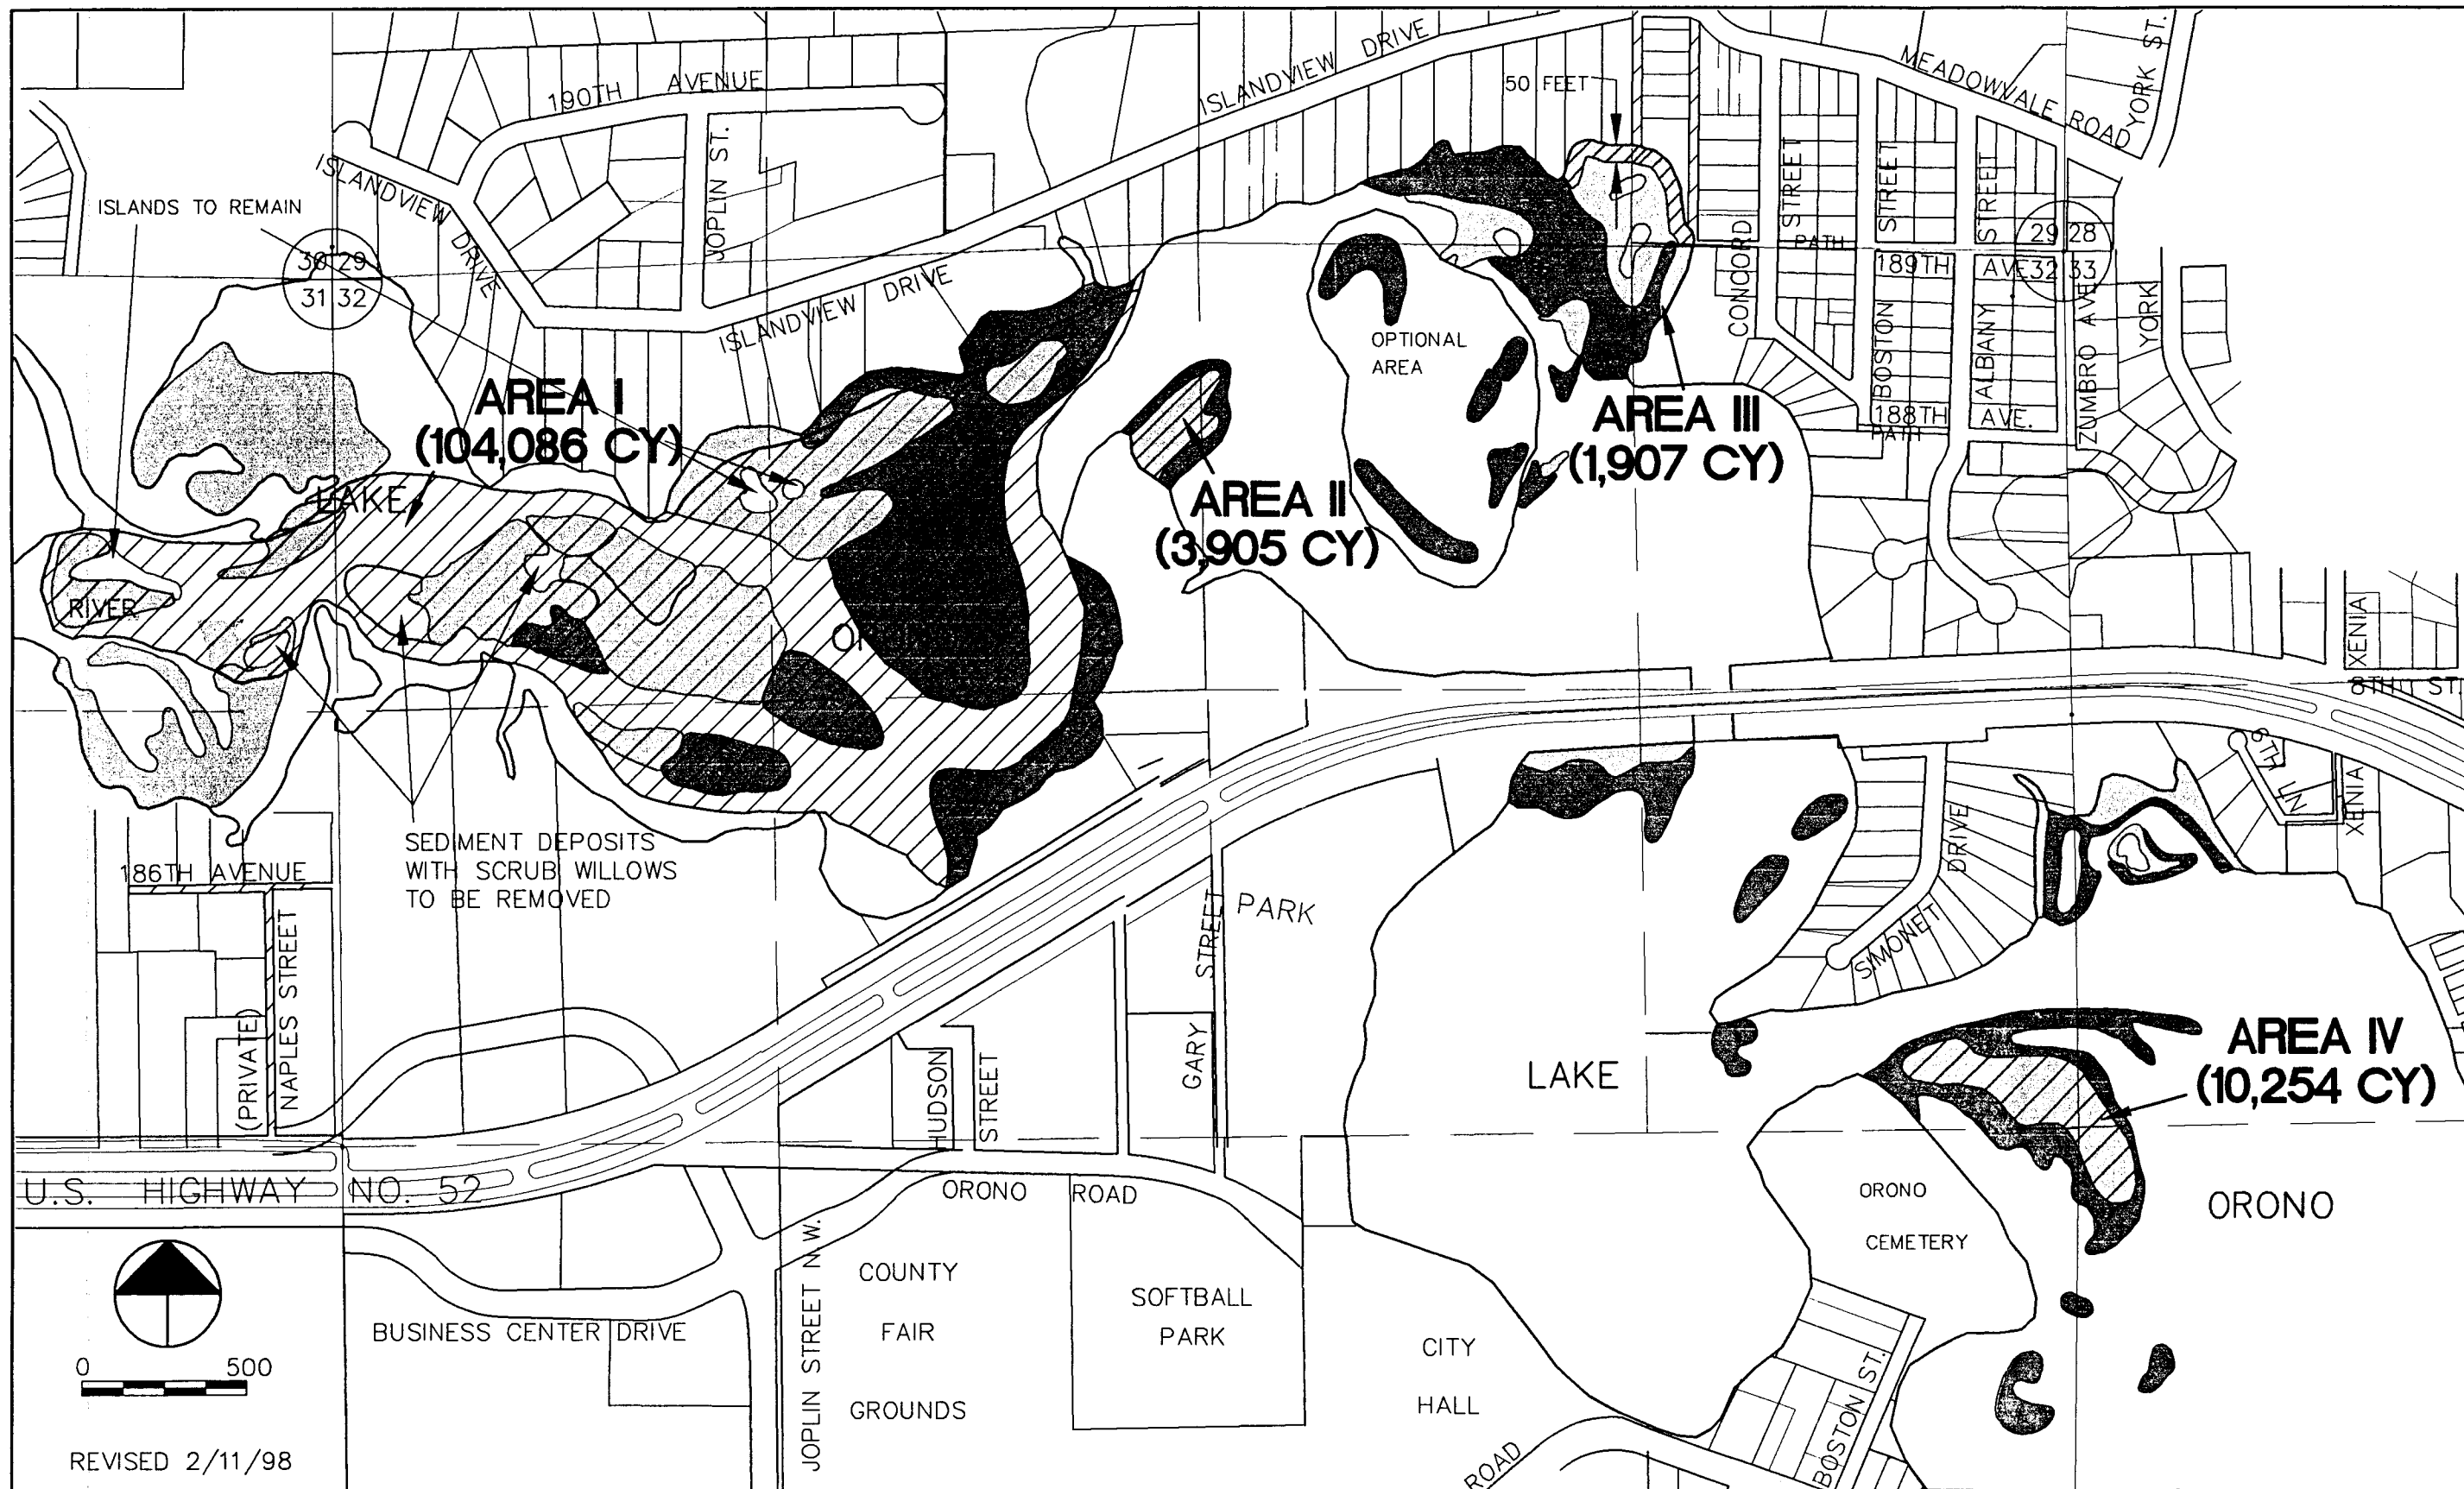 ISLANDVIEW DRIVE
50 FEET
MEADOWVALE ROAD
YORK ST.
190TH AVENUE
JOPLIN ST.
ISLANDVIEW DRIVE
ISLANDS TO REMAIN
30 29
31 32
ISLANDVIEW DRIVE
CONCORD
STREET
STREET
STREET
PATH
29 28
32 33
189TH AVE
BOSTON
ALBANY
ZUMBRO AVE
YORK
188TH AVE.
PATH
OPTIONAL
AREA
AREA I
(104,086 CY)
AREA II
(3,905 CY)
AREA III
(1,907 CY)
LAKE
RIVER
XENIA
8TH ST.
5TH LN
XENIA
SEDIMENT DEPOSITS
WITH SCRUB WILLOWS
TO BE REMOVED
186TH AVENUE
(PRIVATE)
NAPLES STREET
STREET
PARK
GARY
HUDSON
STREET
SIMONET
DRIVE
LAKE
AREA IV
(10,254 CY)
ORONO
ORONO
CEMETERY
U.S. HIGHWAY NO. 52
ORONO ROAD
JOPLIN STREET N.W.
COUNTY
FAIR
GROUNDS
SOFTBALL
PARK
CITY
HALL
BUSINESS CENTER DRIVE
BOSTON ST.
ROAD
0 500
REVISED 2/11/98